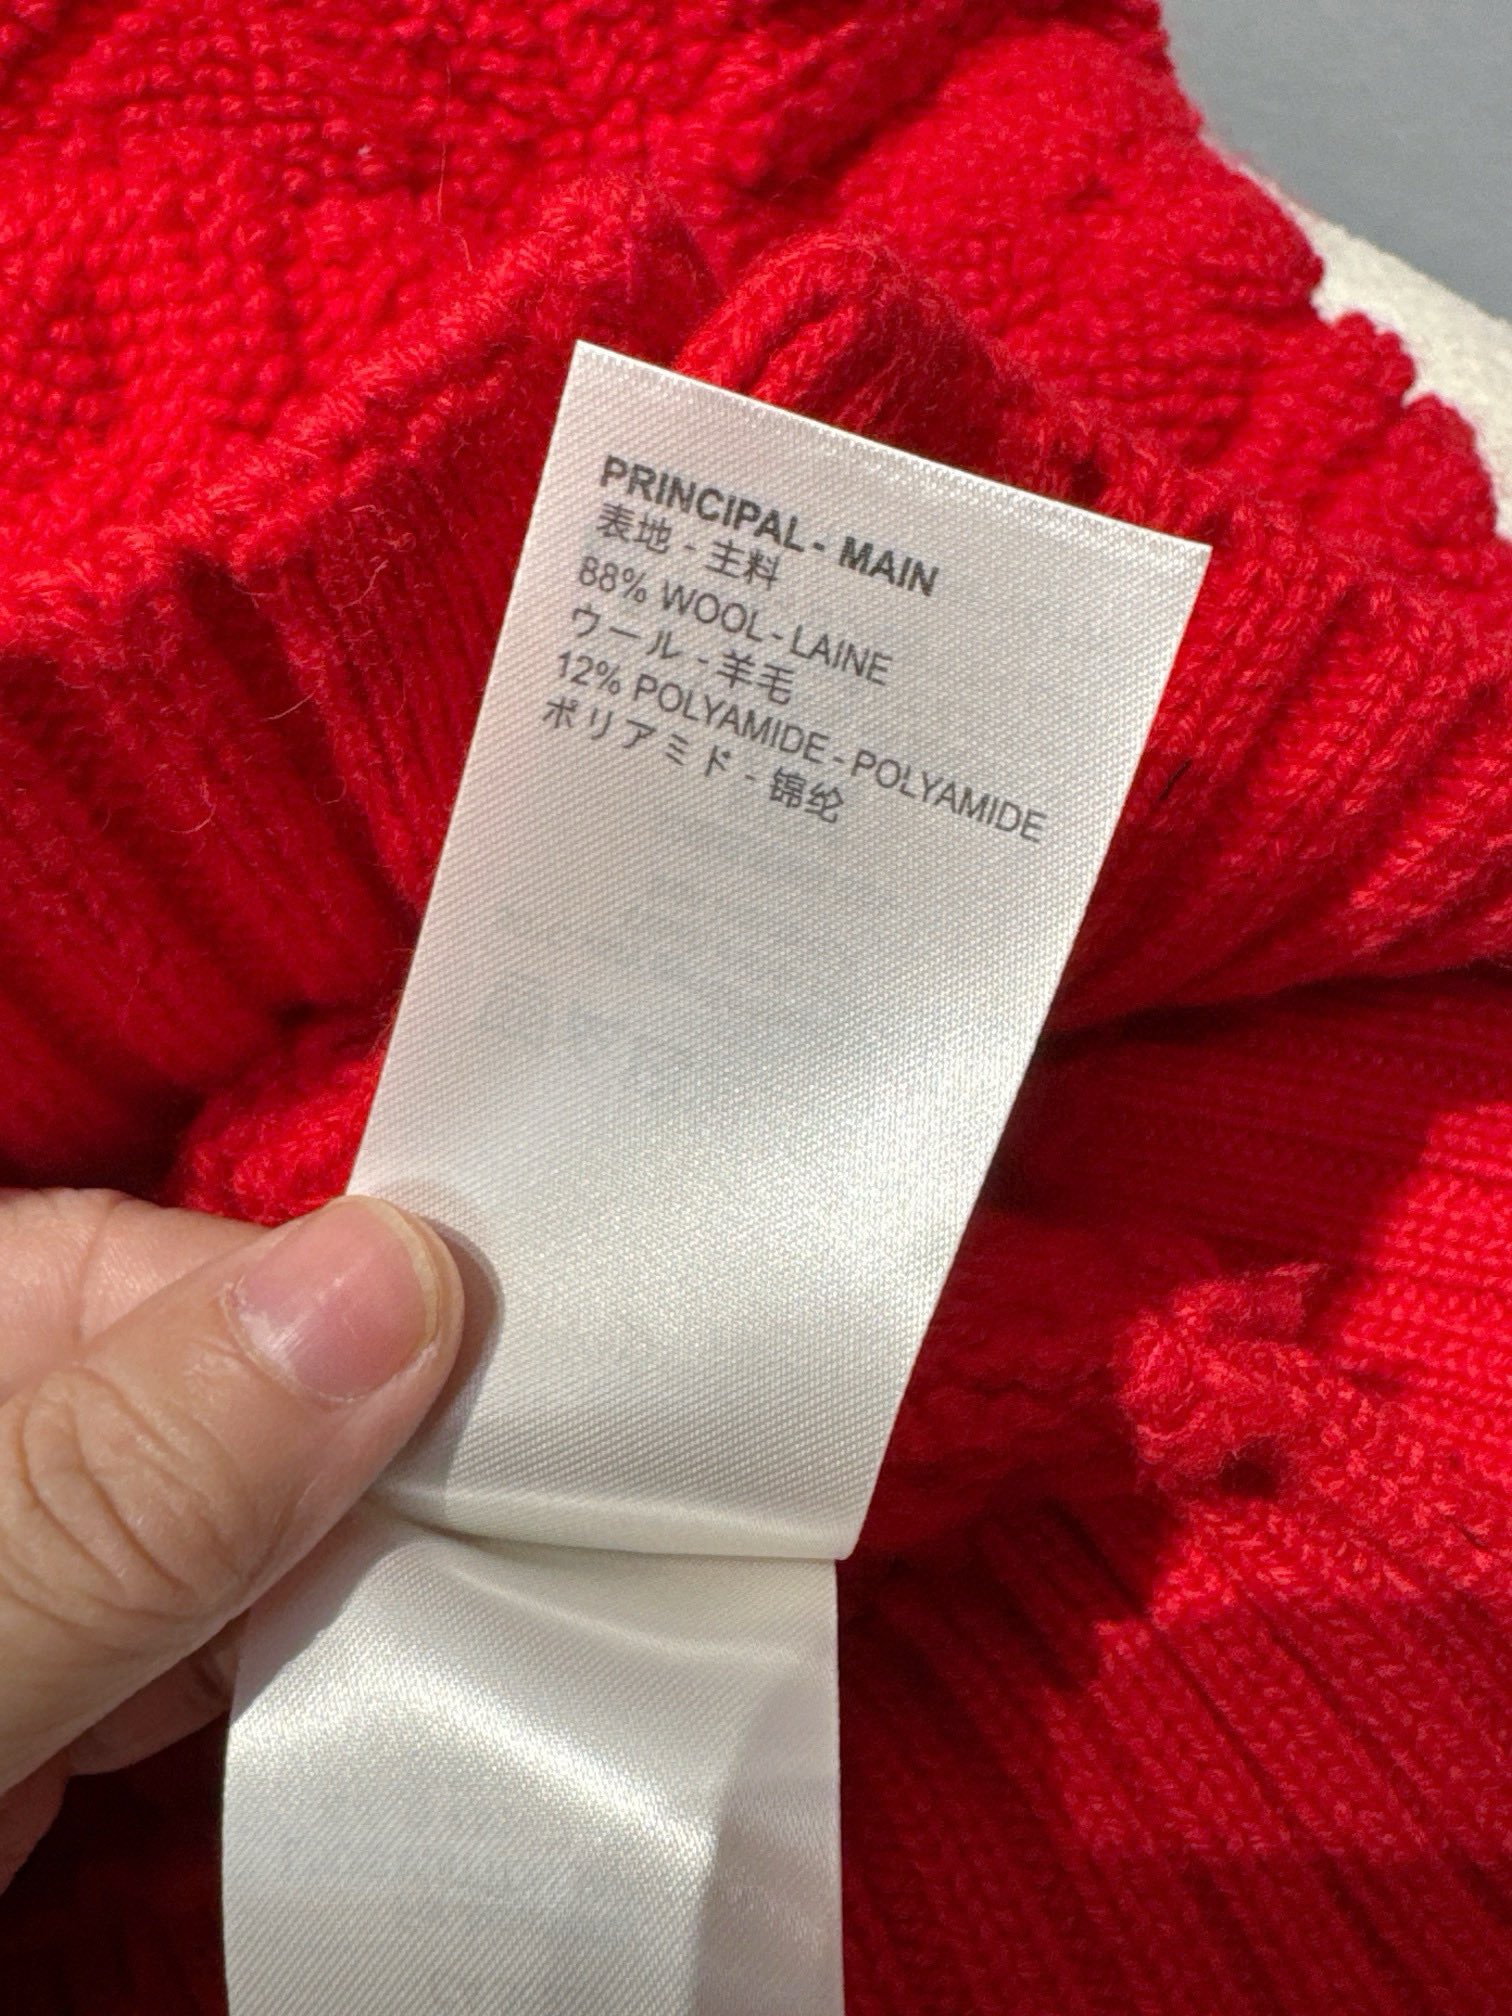 PRINCIPAL - MAIN
表地 - 主料
88% WOOL - LAINE
ウール - 羊毛
12% POLYAMIDE - POLYAMIDE
ポリアミド - 锦纶